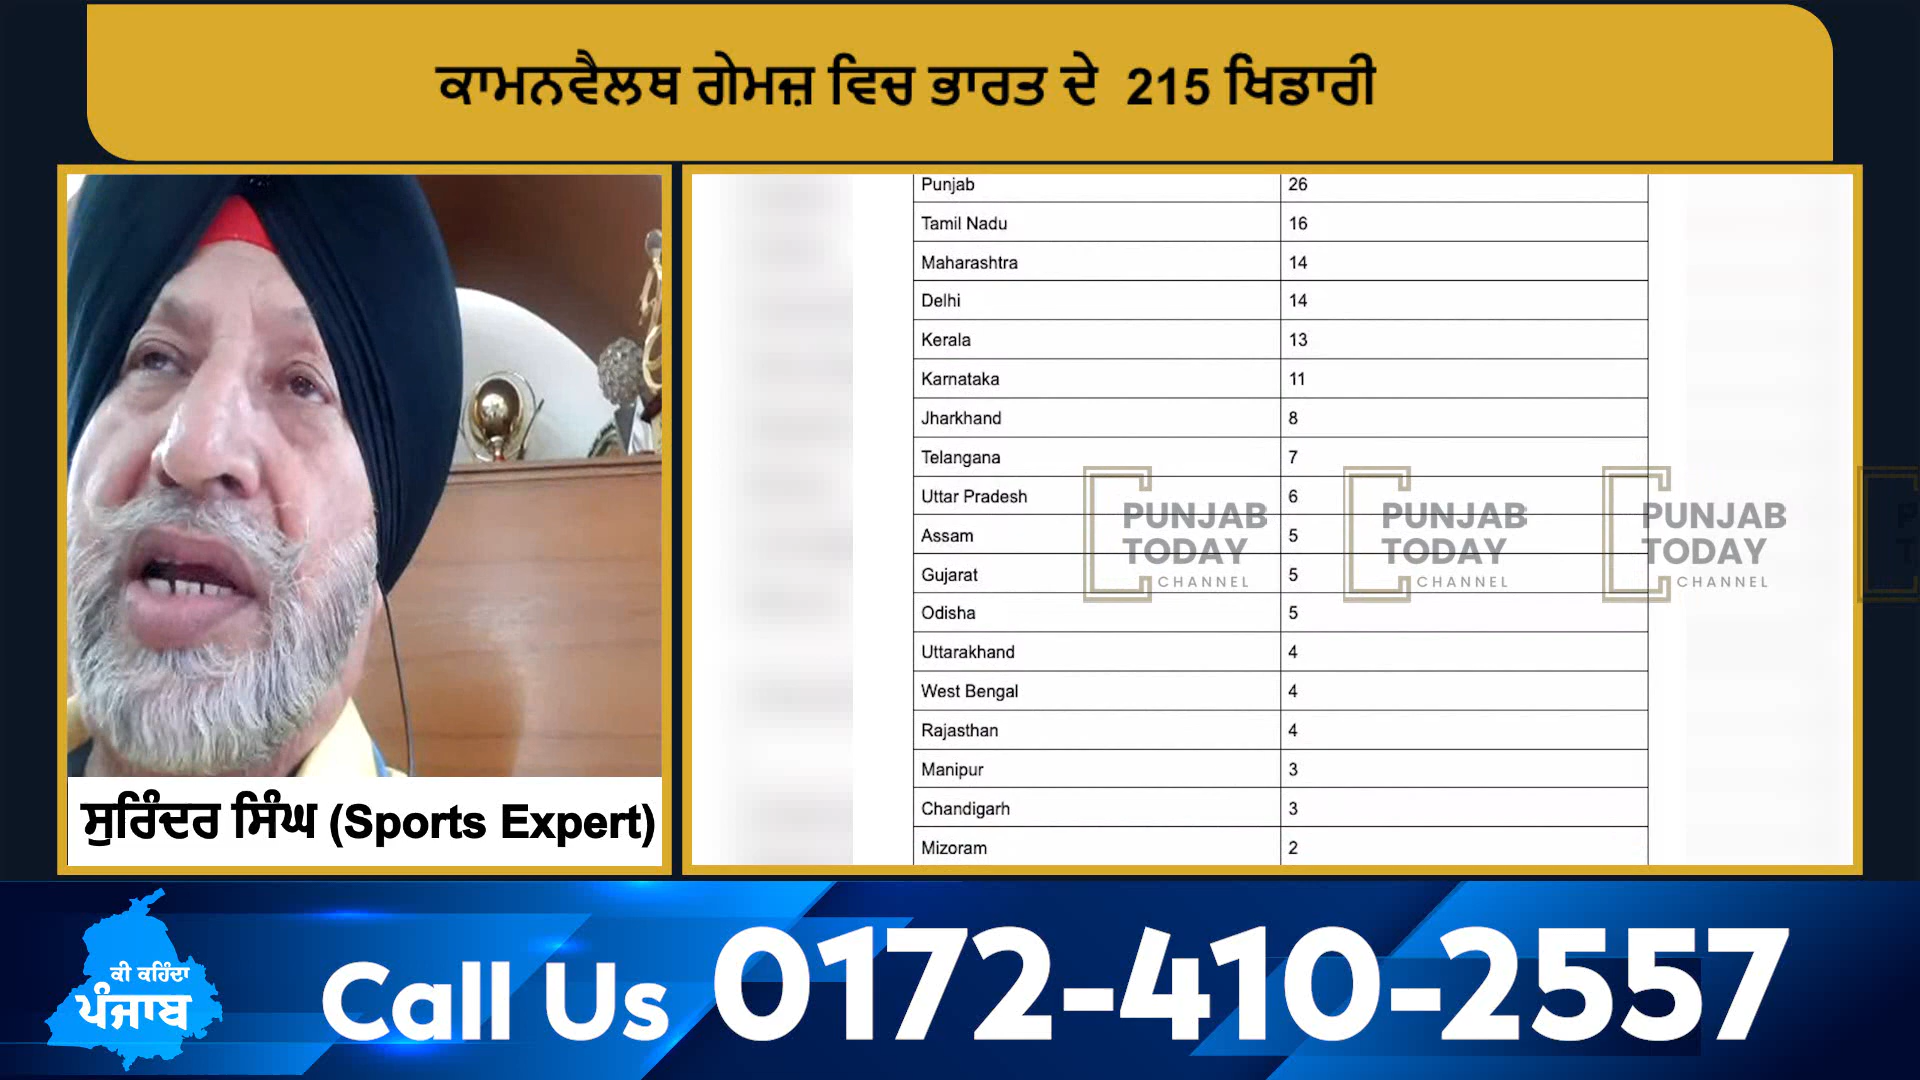 ਕਾਮਨਵੈਲਥ ਗੇਮਜ਼ ਵਿਚ ਭਾਰਤ ਦੇ 215 ਖਿਡਾਰੀ
Punjab 26
Tamil Nadu 16
Maharashtra 14
Delhi 14
Kerala 13
Karnataka 11
Jharkhand 8
Telangana 7
Uttar Pradesh 6
Assam 5
Gujarat 5
Odisha 5
Uttarakhand 4
West Bengal 4
Rajasthan 4
Manipur 3
Chandigarh 3
Mizoram 2
PUNJAB TODAY CHANNEL
PUNJAB TODAY CHANNEL
PUNJAB TODAY CHANNEL
ਸੁਰਿੰਦਰ ਸਿੰਘ (Sports Expert)
ਕੀ ਕਹਿੰਦਾ
ਪੰਜਾਬ
Call Us 0172-410-2557